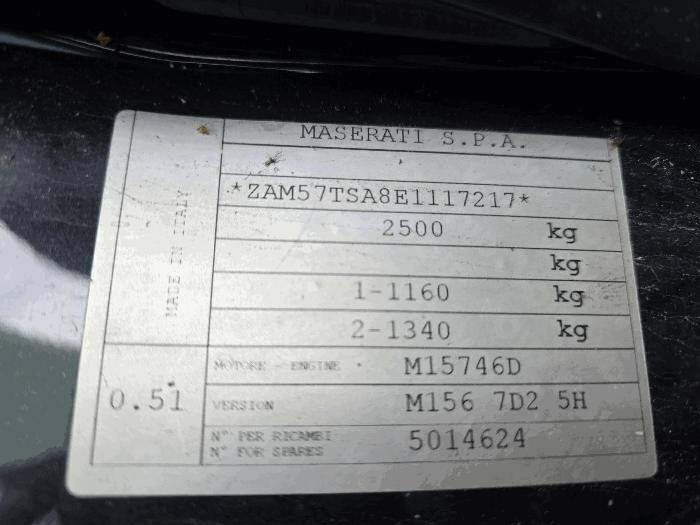 MASERATI S.P.A.
*ZAM57TSA8E1117217*
2500 kg
kg
1-1160 kg
2-1340 kg
MADE IN ITALY
0.51
MOTORE - ENGINE M15746D
VERSION M156 7D2 5H
N° PER RICAMBI
N° FOR SPARES
5014624